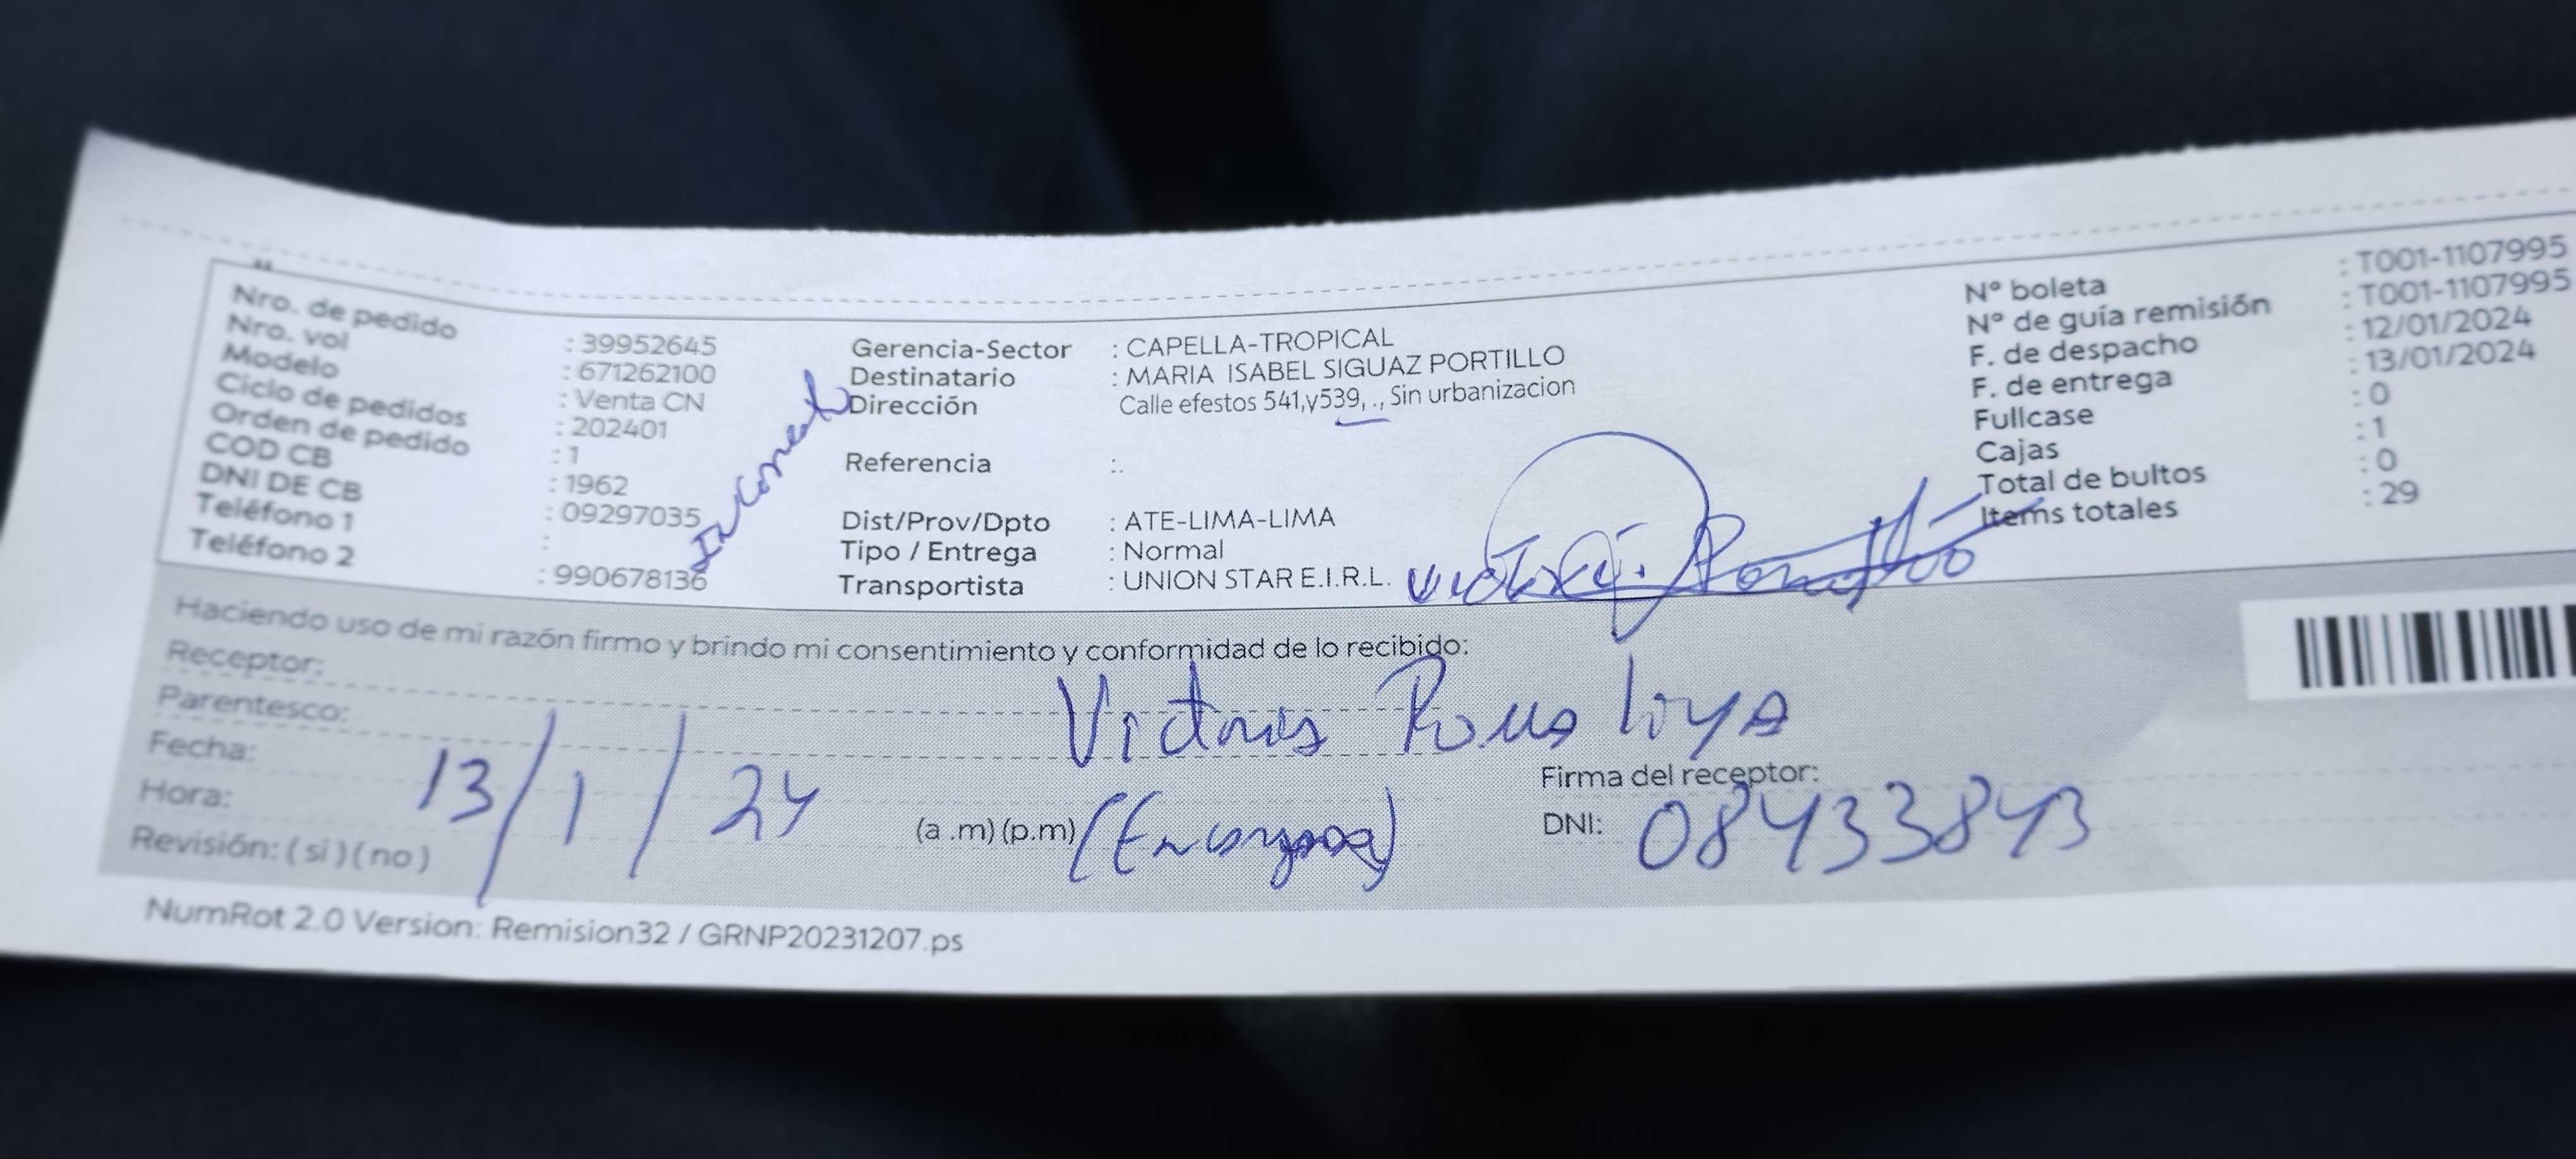 Nro. de pedido : 39952645
Nro. vol : 671262100
Modelo : Venta CN
Ciclo de pedidos : 202401
Orden de pedido : 1
COD CB : 1962
DNI DE CB : 09297035
Teléfono 1 :
Teléfono 2 : 990678136
Gerencia-Sector : CAPELLA-TROPICAL
Destinatario : MARIA ISABEL SIGUAZ PORTILLO
Dirección Calle efestos 541,y539, ., Sin urbanizacion
Referencia :.
Dist/Prov/Dpto : ATE-LIMA-LIMA
Tipo / Entrega : Normal
Transportista : UNION STAR E.I.R.L.
N° boleta : T001-1107995
N° de guía remisión : T001-1107995
F. de despacho : 12/01/2024
F. de entrega : 13/01/2024
Fullcase : 0
Cajas : 1
Total de bultos : 0
Items totales : 29
Haciendo uso de mi razón firmo y brindo mi consentimiento y conformidad de lo recibido:
Receptor:
Parentesco:
Fecha: 13/1/24
Hora: (a .m) (p.m)
Revisión: ( si ) ( no )
Firma del receptor:
DNI: 08433843
NumRot 2.0 Version: Remision32 / GRNP20231207.ps